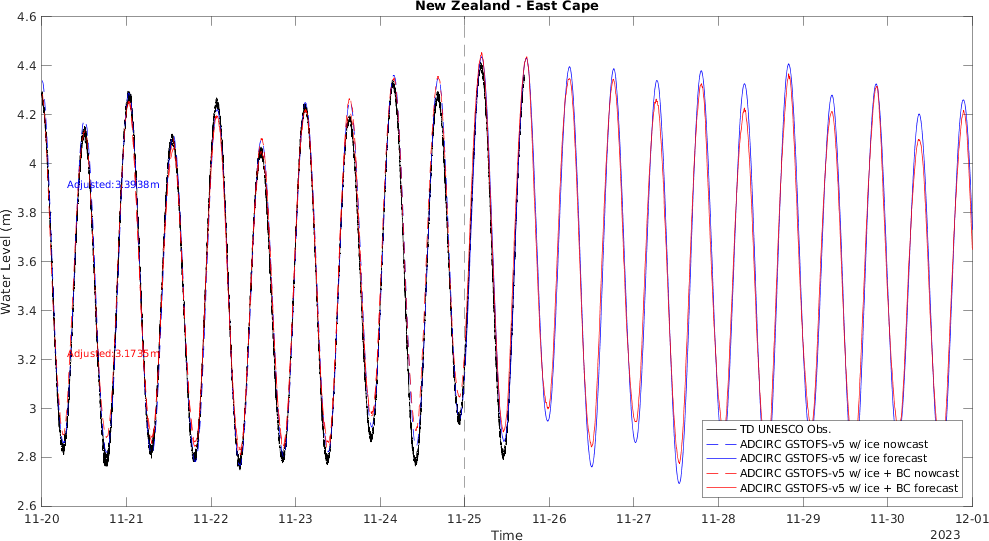 New Zealand - East Cape
4.6
4.4
4.2
4
3.8
3.6
3.4
3.2
3
2.8
2.6
Water Level (m)
Adjusted:3.3938m
Adjusted:3.1735m
TD UNESCO Obs.
ADCIRC GSTOFS-v5 w/ ice nowcast
ADCIRC GSTOFS-v5 w/ ice forecast
ADCIRC GSTOFS-v5 w/ ice + BC nowcast
ADCIRC GSTOFS-v5 w/ ice + BC forecast
11-20 11-21 11-22 11-23 11-24 11-25 11-26 11-27 11-28 11-29 11-30 12-01
Time
2023